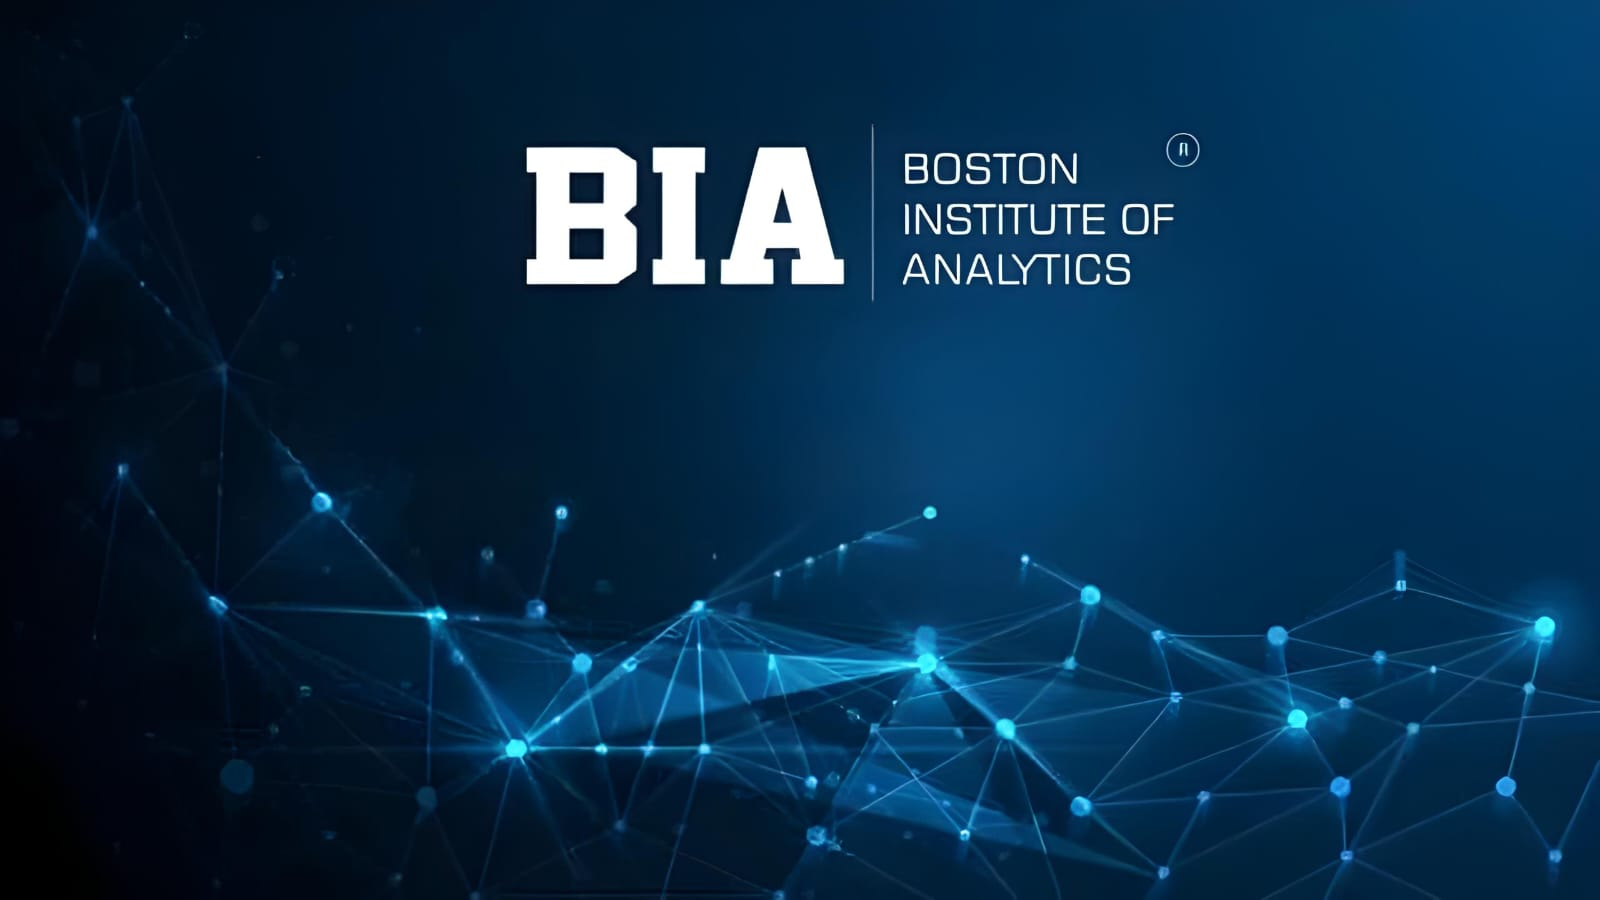 BIA
BOSTON
INSTITUTE OF
ANALYTICS